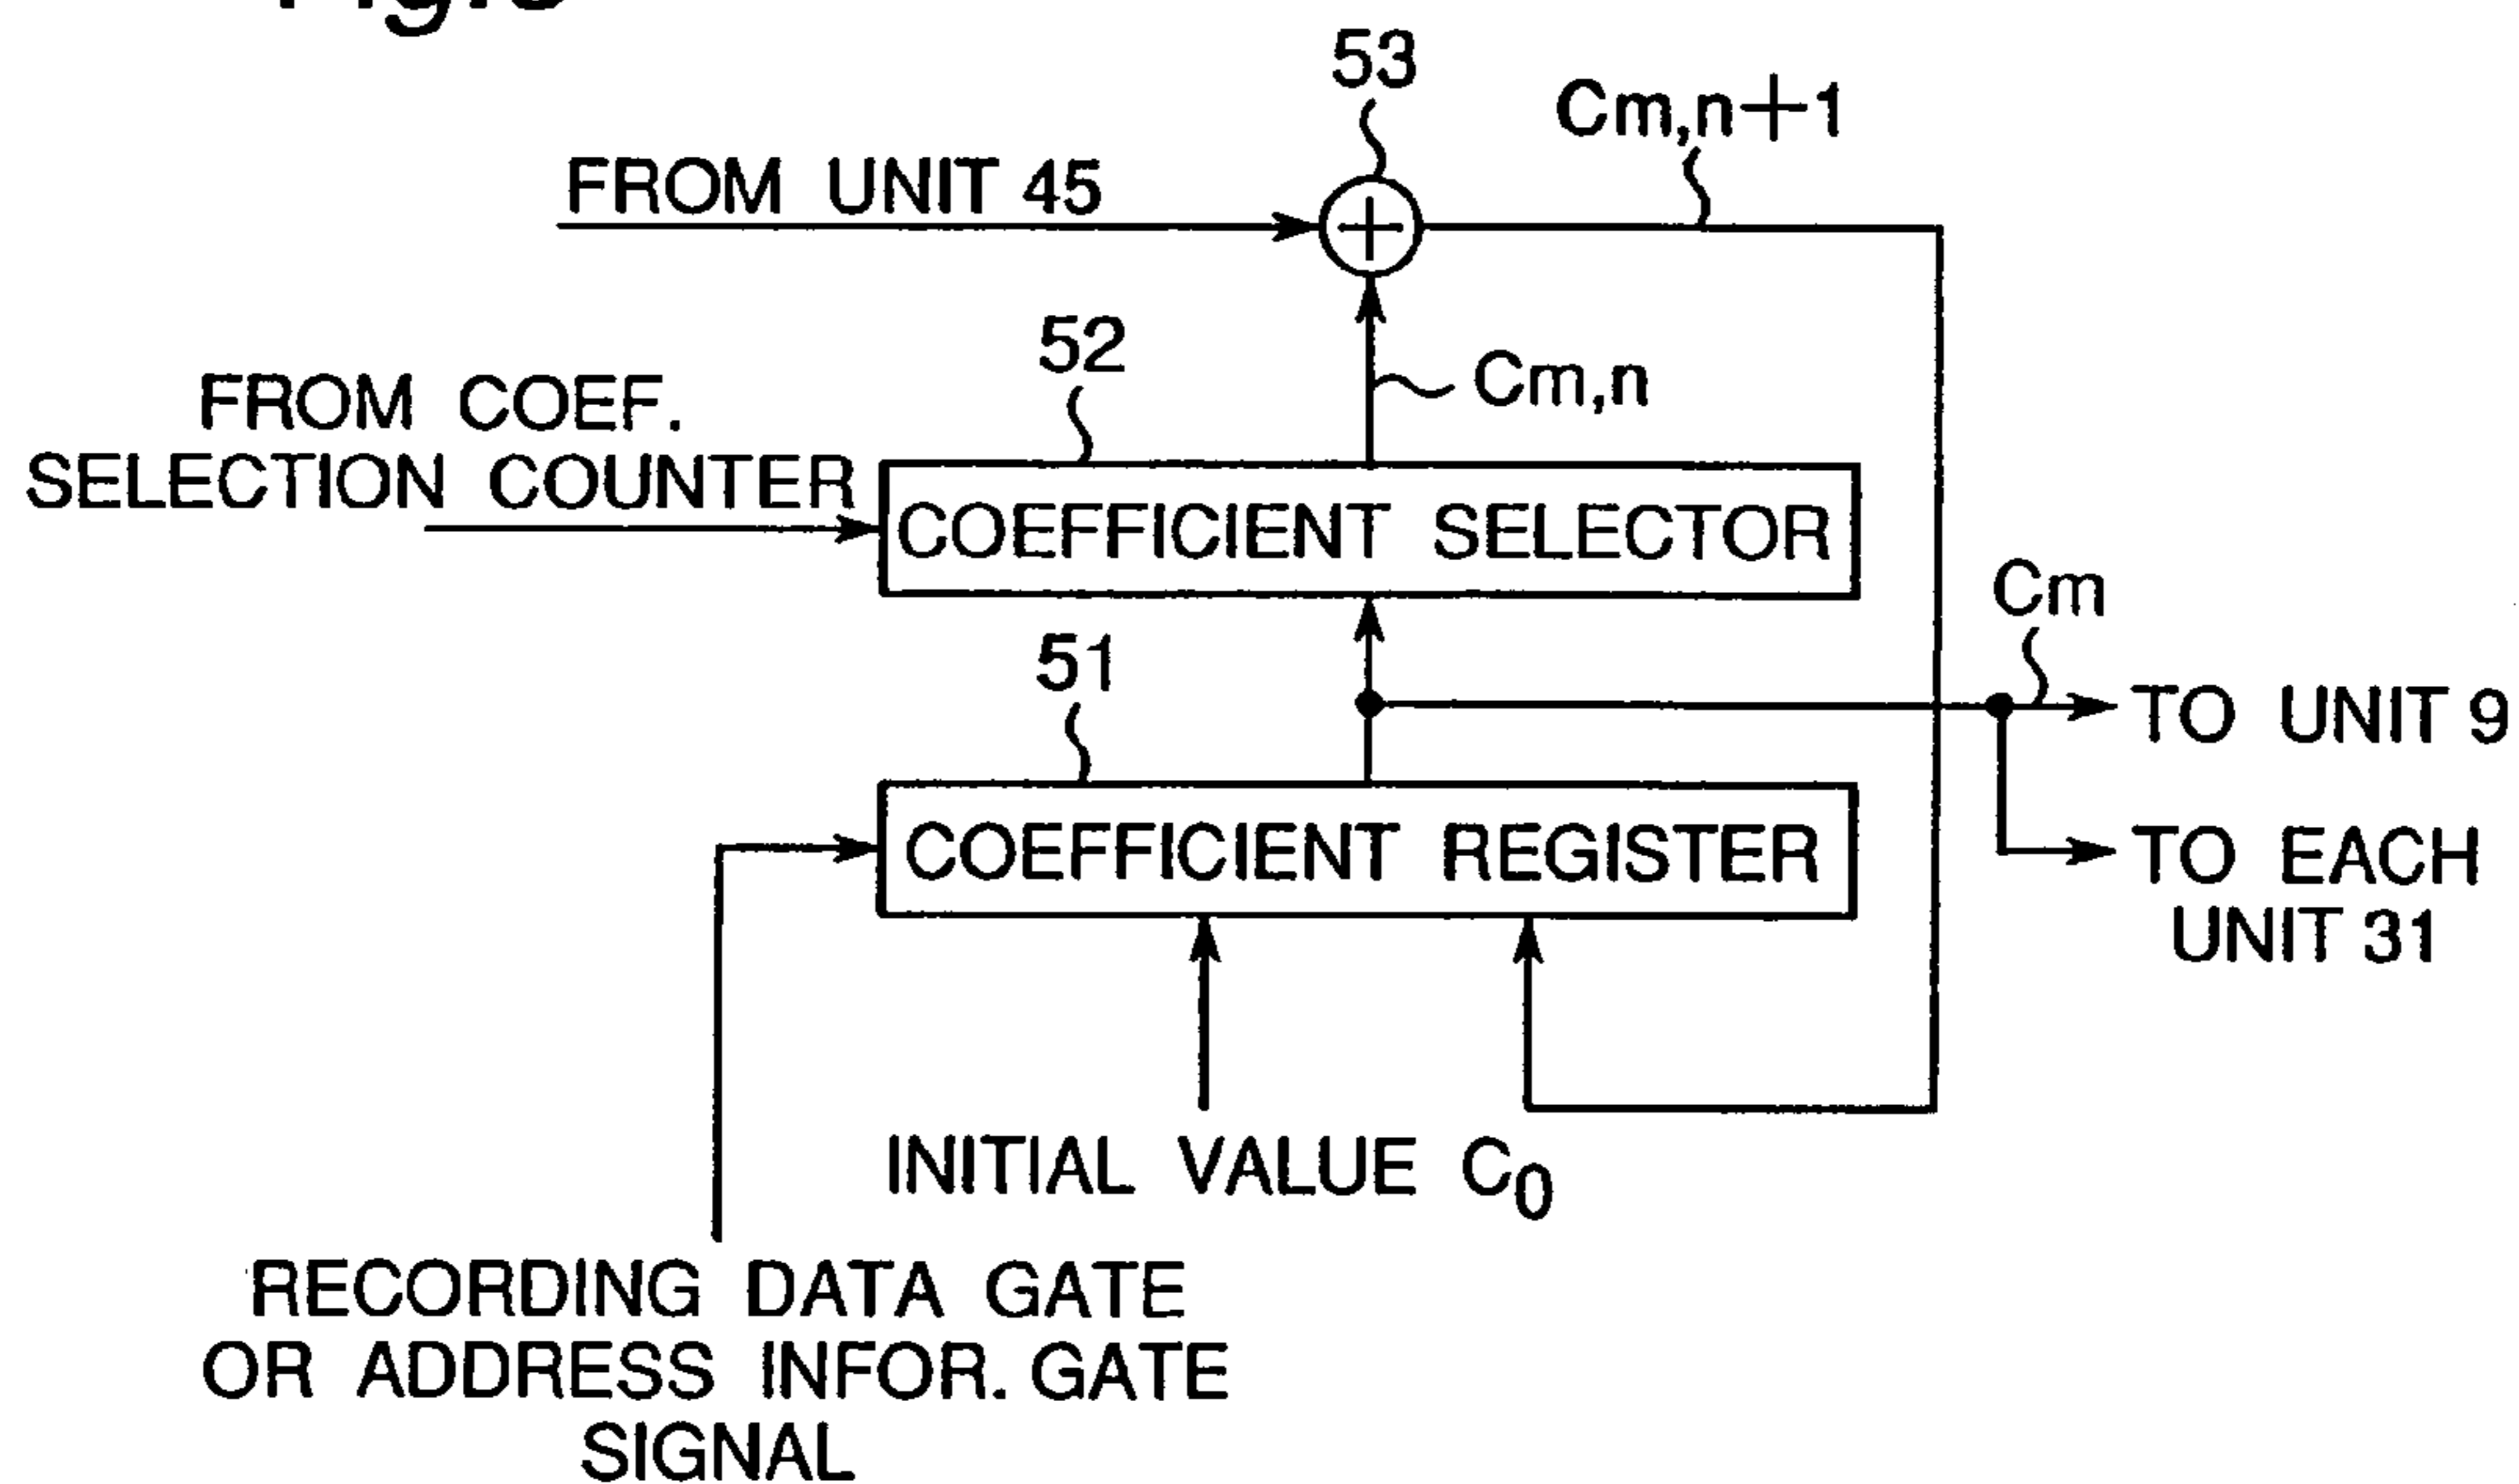 53
Cm,n+1
FROM UNIT 45
52
Cm,n
FROM COEF.
SELECTION COUNTER
COEFFICIENT SELECTOR
Cm
51
TO UNIT 9
COEFFICIENT REGISTER
TO EACH
UNIT 31
INITIAL VALUE C0
RECORDING DATA GATE
OR ADDRESS INFOR. GATE
SIGNAL